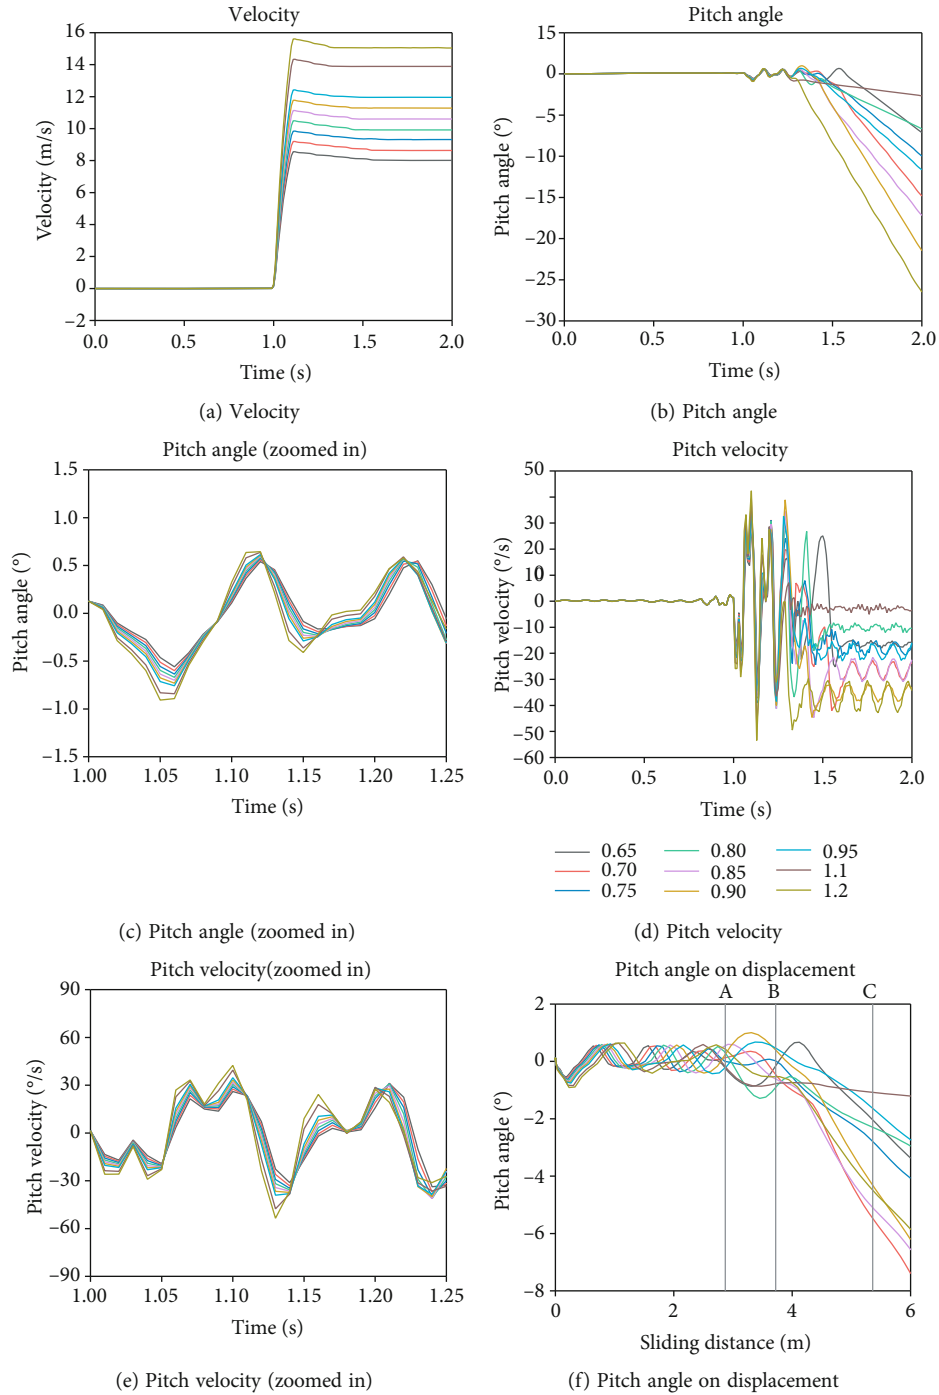 Velocity
16
14
12
10
8
6
4
2
0
−2
Velocity (m/s)
0.0 0.5 1.0 1.5 2.0
Time (s)
(a) Velocity
Pitch angle
15
0
−5
−10
−15
−20
−25
−30
Pitch angle (°)
0.0 0.5 1.0 1.5 2.0
Time (s)
(b) Pitch angle
Pitch angle (zoomed in)
1.5
1.0
0.5
0.0
−0.5
−1.0
−1.5
Pitch angle (°)
1.00 1.05 1.10 1.15 1.20 1.25
Time (s)
(c) Pitch angle (zoomed in)
Pitch velocity
50
30
20
10
0
−10
−20
−30
−40
−50
−60
Pitch velocity (°/s)
0.0 0.5 1.0 1.5 2.0
Time (s)
0.65 0.80 0.95
0.70 0.85 1.1
0.75 0.90 1.2
(d) Pitch velocity
Pitch velocity(zoomed in)
90
60
30
0
−30
−60
−90
Pitch velocity (°/s)
1.00 1.05 1.10 1.15 1.20 1.25
Time (s)
(e) Pitch velocity (zoomed in)
Pitch angle on displacement
A B C
2
0
−2
−4
−6
−8
Pitch angle (°)
0 2 4 6
Sliding distance (m)
(f) Pitch angle on displacement